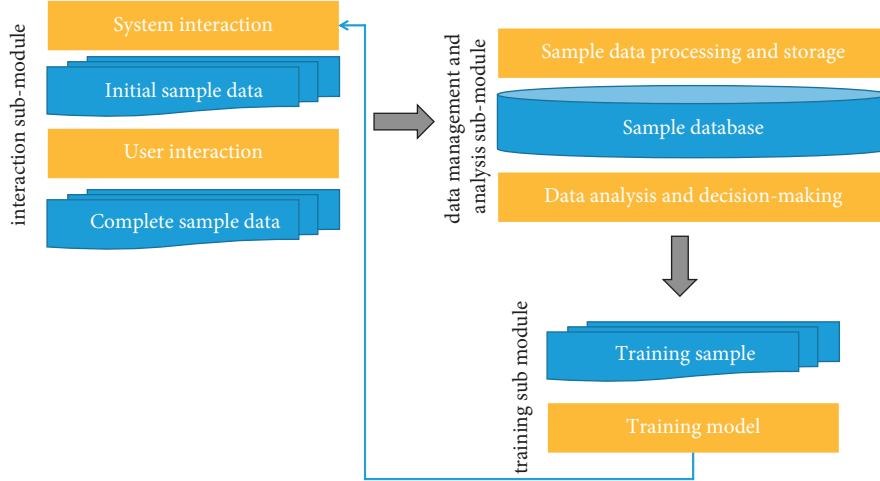 interaction sub-module
System interaction
Initial sample data
User interaction
Complete sample data
data management and
analysis sub-module
Sample data processing and storage
Sample database
Data analysis and decision-making
training sub module
Training sample
Training model